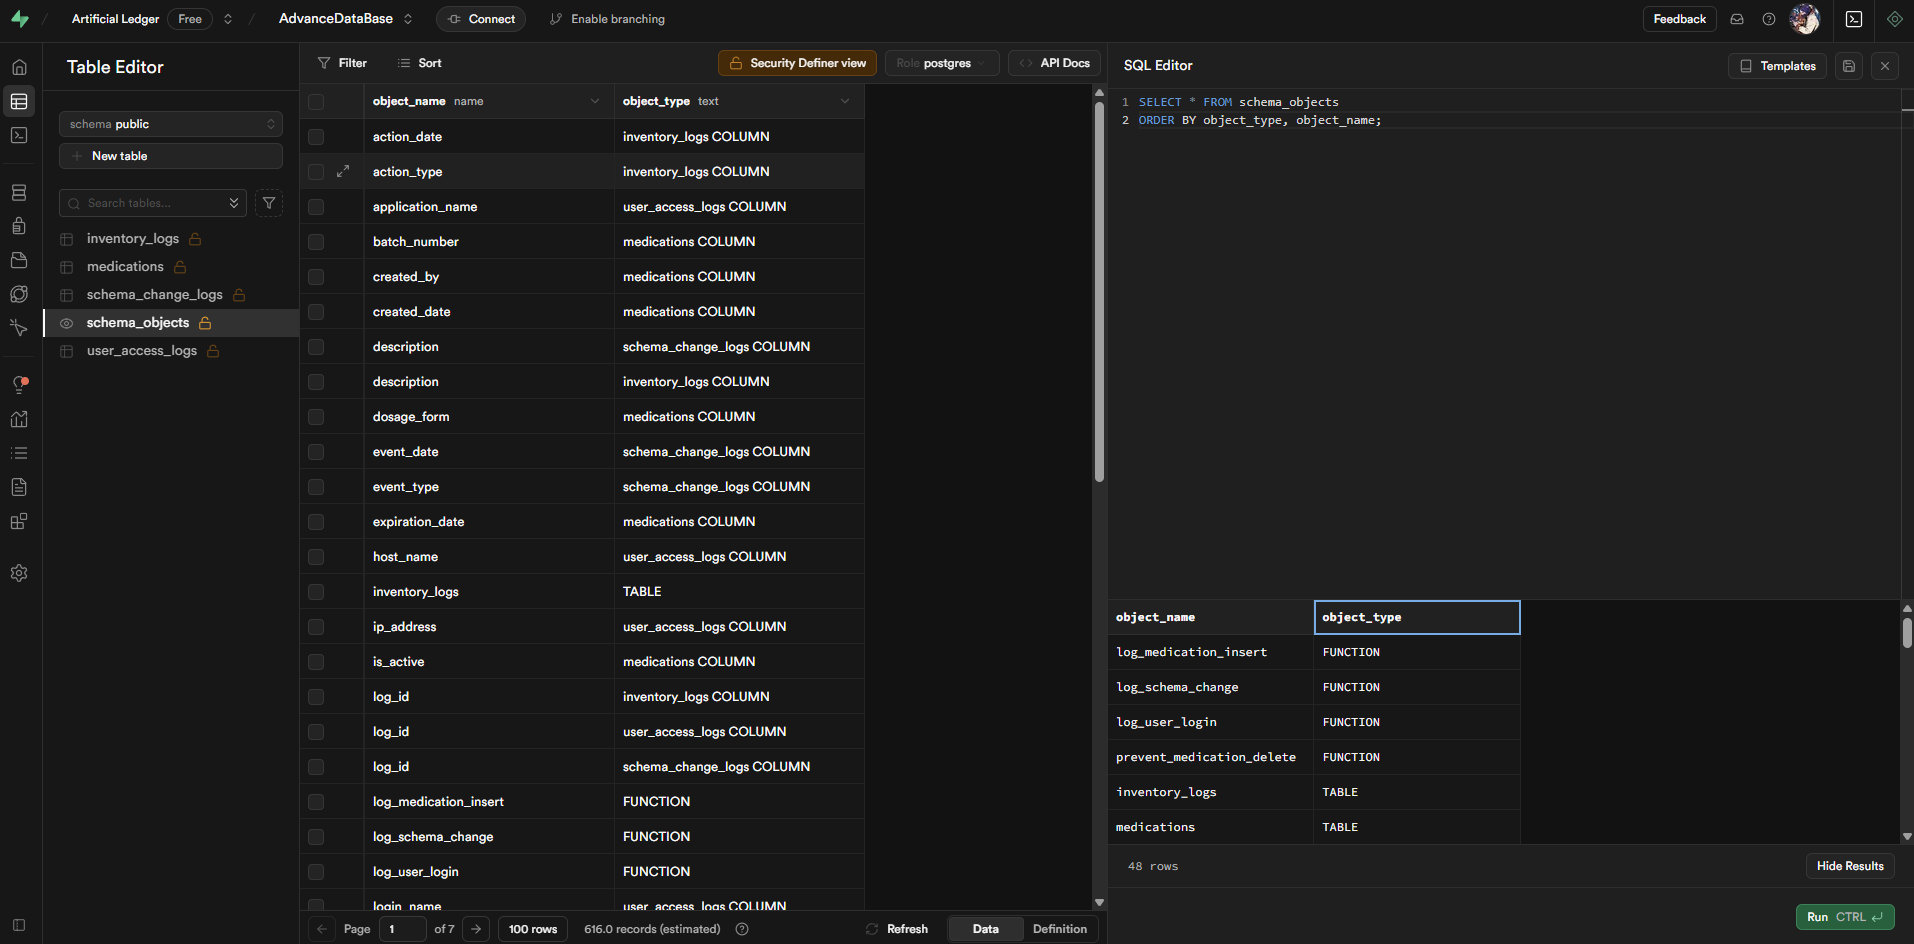 Artificial Ledger Free AdvanceDataBase Connect Enable branching Feedback
Table Editor
schema public
New table
Search tables...
inventory_logs
medications
schema_change_logs
schema_objects
user_access_logs
Filter Sort Security Definer view Role postgres API Docs
object_name name object_type text
action_date inventory_logs COLUMN
action_type inventory_logs COLUMN
application_name user_access_logs COLUMN
batch_number medications COLUMN
created_by medications COLUMN
created_date medications COLUMN
description schema_change_logs COLUMN
description inventory_logs COLUMN
dosage_form medications COLUMN
event_date schema_change_logs COLUMN
event_type schema_change_logs COLUMN
expiration_date medications COLUMN
host_name user_access_logs COLUMN
inventory_logs TABLE
ip_address user_access_logs COLUMN
is_active medications COLUMN
log_id inventory_logs COLUMN
log_id user_access_logs COLUMN
log_id schema_change_logs COLUMN
log_medication_insert FUNCTION
log_schema_change FUNCTION
log_user_login FUNCTION
login_name user_access_logs COLUMN
Page 1 of 7 100 rows 616.0 records (estimated) Refresh Data Definition
SQL Editor Templates
1 SELECT * FROM schema_objects
2 ORDER BY object_type, object_name;
object_name object_type
log_medication_insert FUNCTION
log_schema_change FUNCTION
log_user_login FUNCTION
prevent_medication_delete FUNCTION
inventory_logs TABLE
medications TABLE
48 rows Hide Results
Run CTRL